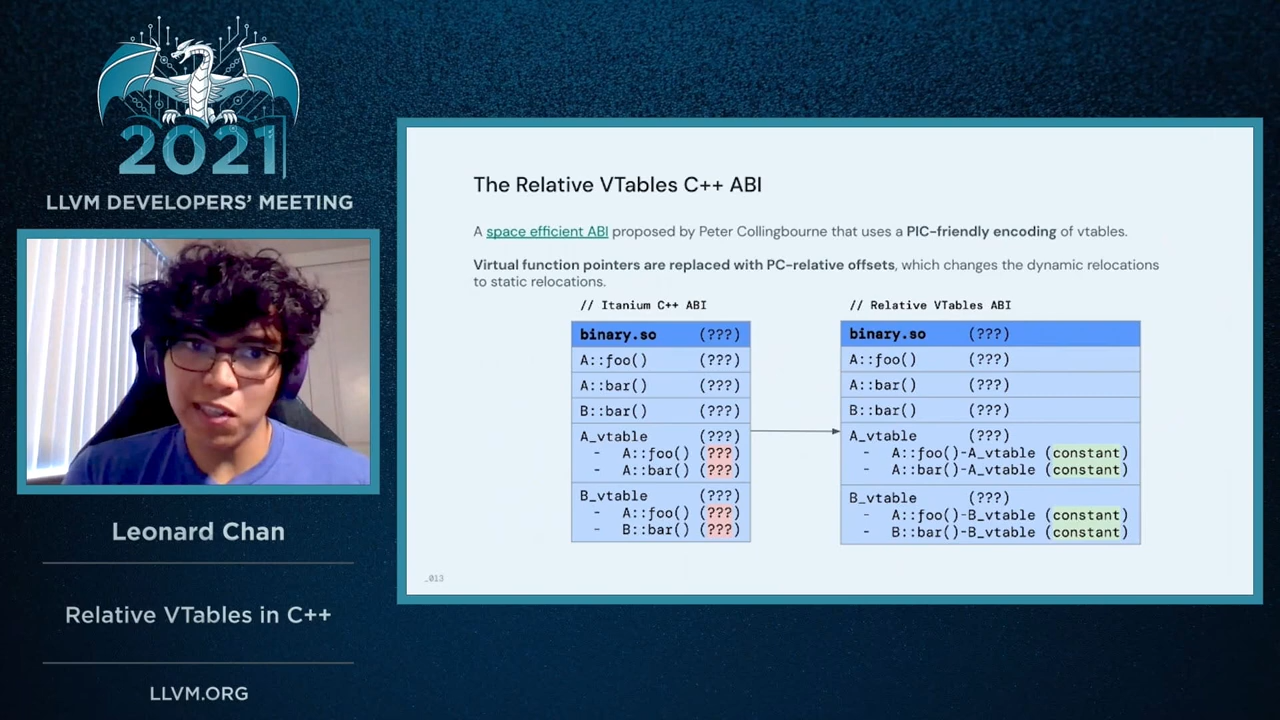 2021
LLVM DEVELOPERS' MEETING
Leonard Chan
Relative VTables in C++
LLVM.ORG
The Relative VTables C++ ABI
A space efficient ABI proposed by Peter Collingbourne that uses a PIC-friendly encoding of vtables.
Virtual function pointers are replaced with PC-relative offsets, which changes the dynamic relocations
to static relocations.
// Itanium C++ ABI
binary.so (???)
A::foo() (???)
A::bar() (???)
B::bar() (???)
A_vtable (???)
- A::foo() (???)
- A::bar() (???)
B_vtable (???)
- A::foo() (???)
- B::bar() (???)
// Relative VTables ABI
binary.so (???)
A::foo() (???)
A::bar() (???)
B::bar() (???)
A_vtable (???)
- A::foo()-A_vtable (constant)
- A::bar()-A_vtable (constant)
B_vtable (???)
- A::foo()-B_vtable (constant)
- B::bar()-B_vtable (constant)
_013